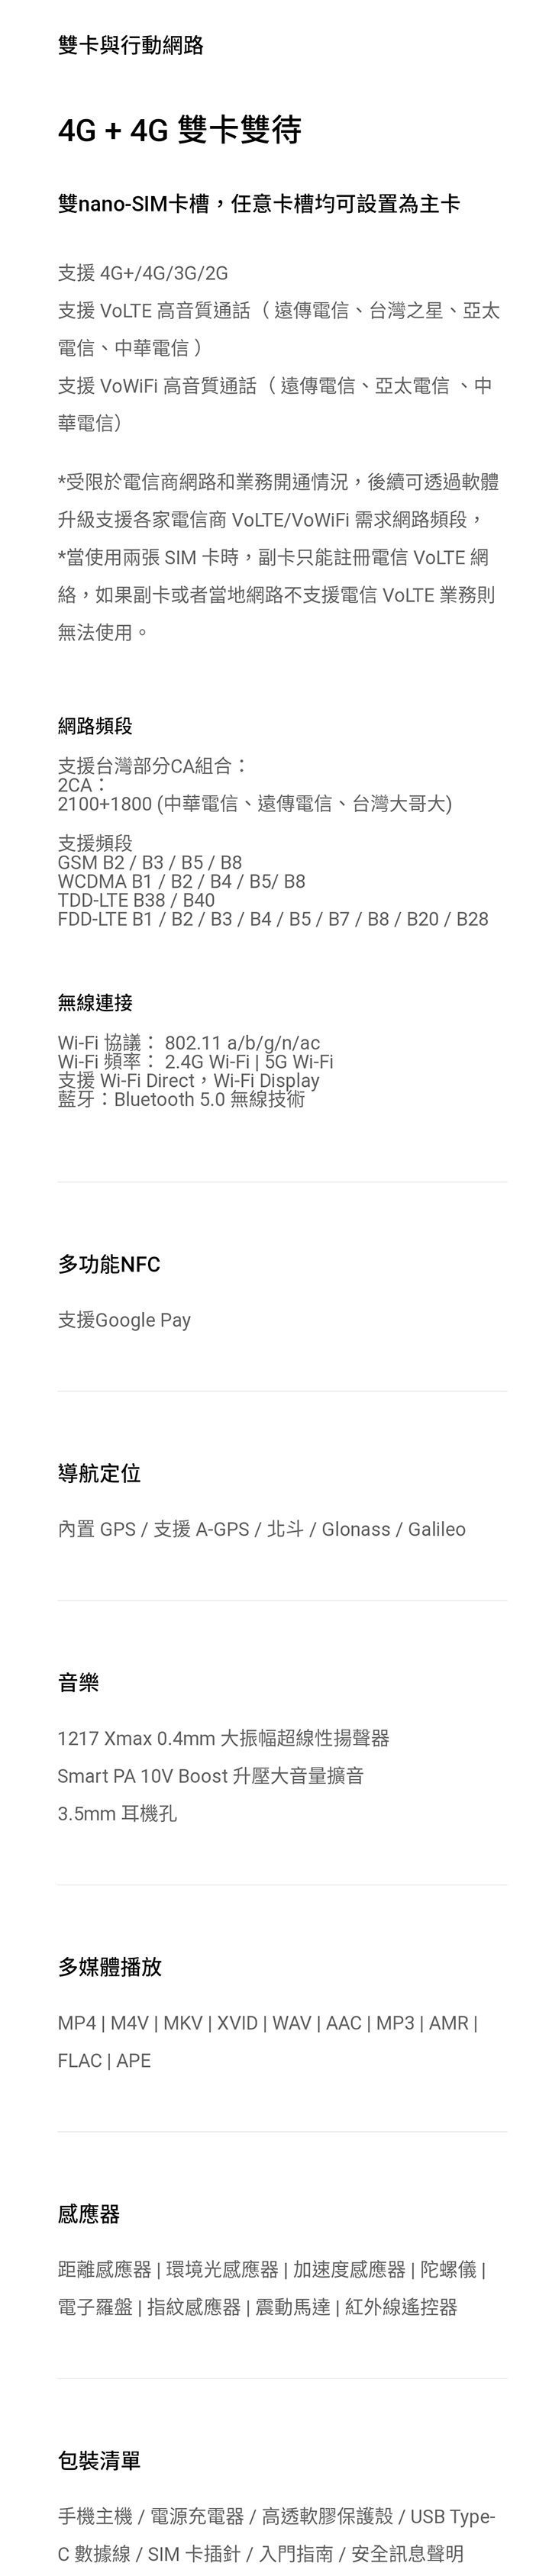 雙卡與行動網路
4G + 4G 雙卡雙待
雙nano-SIM卡槽，任意卡槽均可設置為主卡
支援 4G+/4G/3G/2G
支援 VoLTE 高音質通話（ 遠傳電信、台灣之星、亞太
電信、中華電信 ）
支援 VoWiFi 高音質通話（ 遠傳電信、亞太電信 、中
華電信）
*受限於電信商網路和業務開通情況，後續可透過軟體
升級支援各家電信商 VoLTE/VoWiFi 需求網路頻段，
*當使用兩張 SIM 卡時，副卡只能註冊電信 VoLTE 網
絡，如果副卡或者當地網路不支援電信 VoLTE 業務則
無法使用。
網路頻段
支援台灣部分CA組合：
2CA：
2100+1800 (中華電信、遠傳電信、台灣大哥大)
支援頻段
GSM B2 / B3 / B5 / B8
WCDMA B1 / B2 / B4 / B5/ B8
TDD-LTE B38 / B40
FDD-LTE B1 / B2 / B3 / B4 / B5 / B7 / B8 / B20 / B28
無線連接
Wi-Fi 協議： 802.11 a/b/g/n/ac
Wi-Fi 頻率： 2.4G Wi-Fi | 5G Wi-Fi
支援 Wi-Fi Direct，Wi-Fi Display
藍牙：Bluetooth 5.0 無線技術
多功能NFC
支援Google Pay
導航定位
內置 GPS / 支援 A-GPS / 北斗 / Glonass / Galileo
音樂
1217 Xmax 0.4mm 大振幅超線性揚聲器
Smart PA 10V Boost 升壓大音量擴音
3.5mm 耳機孔
多媒體播放
MP4 | M4V | MKV | XVID | WAV | AAC | MP3 | AMR |
FLAC | APE
感應器
距離感應器 | 環境光感應器 | 加速度感應器 | 陀螺儀 |
電子羅盤 | 指紋感應器 | 震動馬達 | 紅外線遙控器
包裝清單
手機主機 / 電源充電器 / 高透軟膠保護殼 / USB Type-
C 數據線 / SIM 卡插針 / 入門指南 / 安全訊息聲明